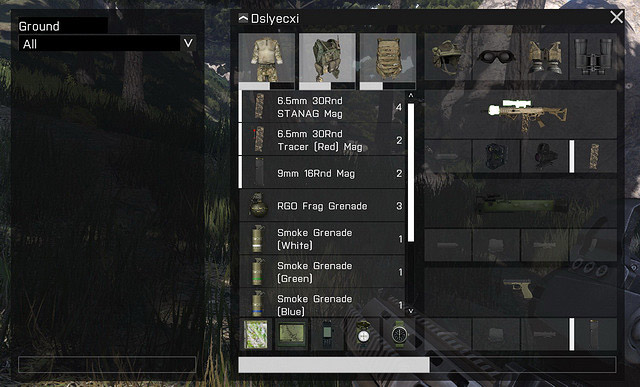 Ground
All
Dslyecxi
6.5mm 30Rnd
STANAG Mag
4
6.5mm 30Rnd
Tracer (Red) Mag
2
9mm 16Rnd Mag
2
RGO Frag Grenade
3
Smoke Grenade
(White)
1
Smoke Grenade
(Green)
1
Smoke Grenade
(Blue)
1